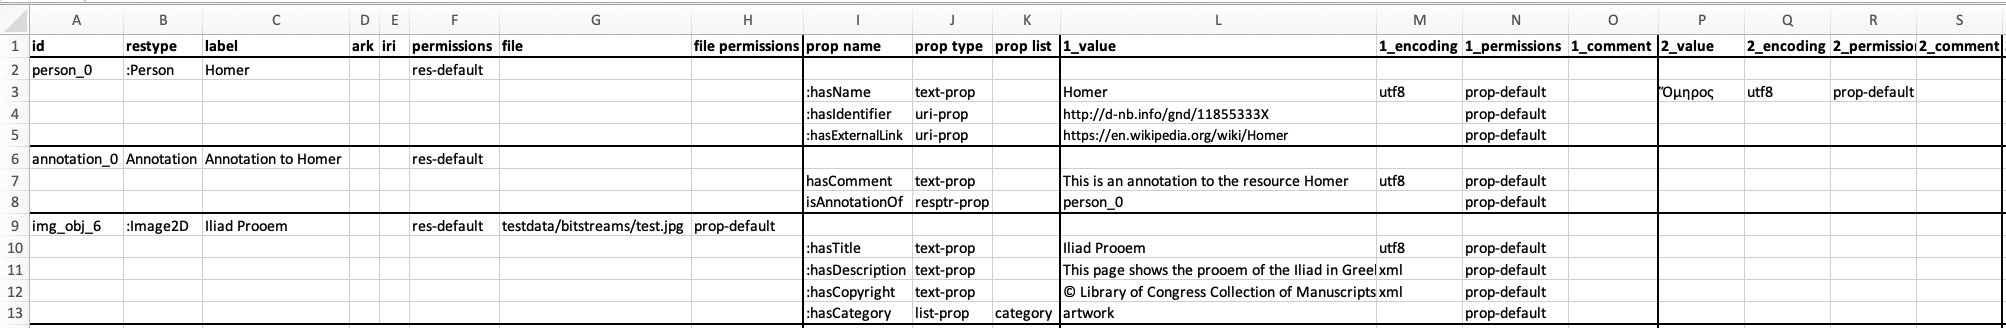 A B C D E F G H I J K L M N O P Q R S
1 id restype label ark iri permissions file file permissions prop name prop type prop list 1_value 1_encoding 1_permissions 1_comment 2_value 2_encoding 2_permissio 2_comment
2 person_0 :Person Homer res-default
3 :hasName text-prop Homer utf8 prop-default Ὅμηρος utf8 prop-default
4 :hasIdentifier uri-prop http://d-nb.info/gnd/11855333X prop-default
5 :hasExternalLink uri-prop https://en.wikipedia.org/wiki/Homer prop-default
6 annotation_0 Annotation Annotation to Homer res-default
7 hasComment text-prop This is an annotation to the resource Homer utf8 prop-default
8 isAnnotationOf resptr-prop person_0 prop-default
9 img_obj_6 :Image2D Iliad Prooem res-default testdata/bitstreams/test.jpg prop-default
10 :hasTitle text-prop Iliad Prooem utf8 prop-default
11 :hasDescription text-prop This page shows the prooem of the Iliad in Greel xml prop-default
12 :hasCopyright text-prop © Library of Congress Collection of Manuscripts xml prop-default
13 :hasCategory list-prop category artwork prop-default